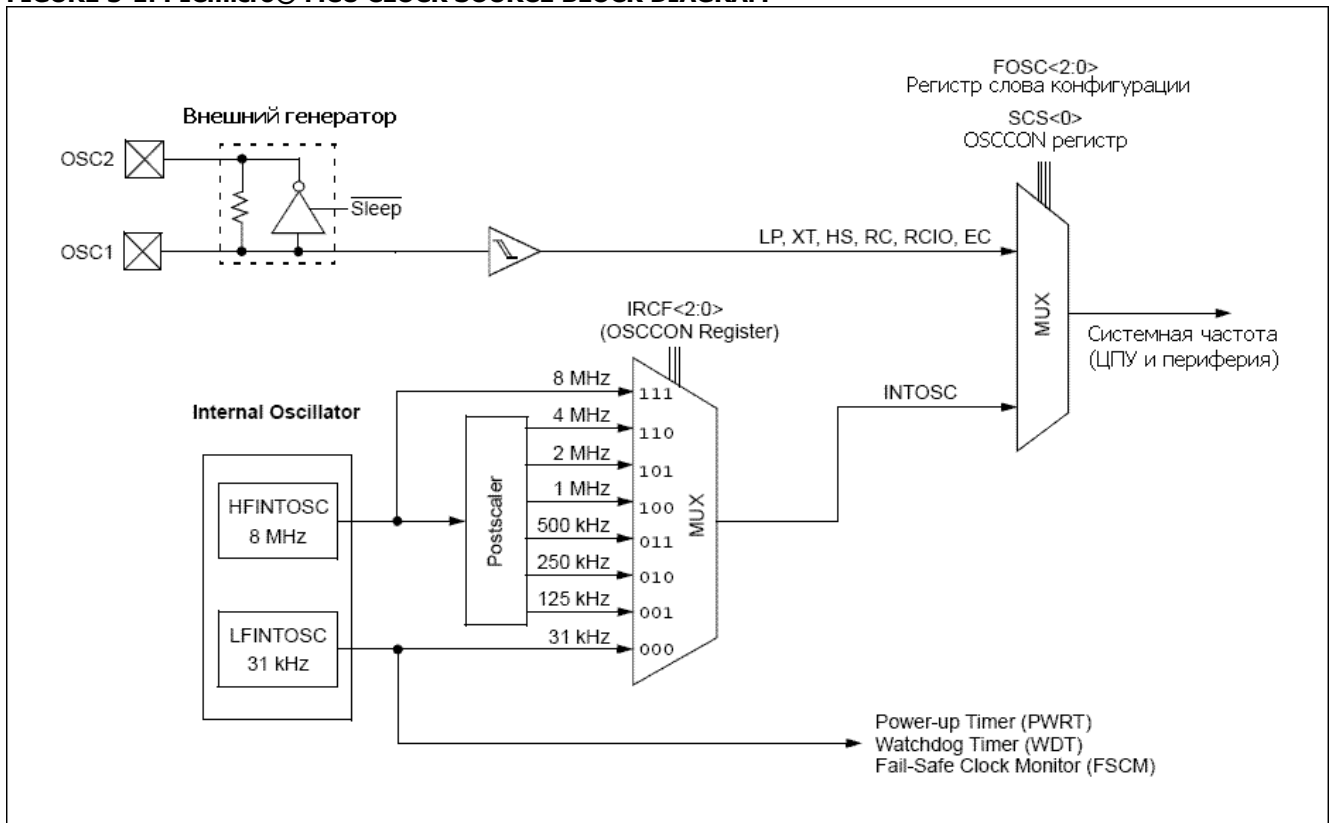 FIGURE 3-1: PICMicro® MCU CLOCK SOURCE BLOCK DIAGRAM
FOSC<2:0>
Регистр слова конфигурации
SCS<0>
OSCCON регистр
Внешний генератор
OSC2
Sleep
OSC1
LP, XT, HS, RC, RCIO, EC
MUX
Системная частота
(ЦПУ и периферия)
IRCF<2:0>
(OSCCON Register)
8 MHz
111
4 MHz
110
2 MHz
101
1 MHz
100
500 kHz
011
250 kHz
010
125 kHz
001
31 kHz
000
MUX
INTOSC
Internal Oscillator
HFINTOSC
8 MHz
Postscaler
LFINTOSC
31 kHz
Power-up Timer (PWRT)
Watchdog Timer (WDT)
Fail-Safe Clock Monitor (FSCM)